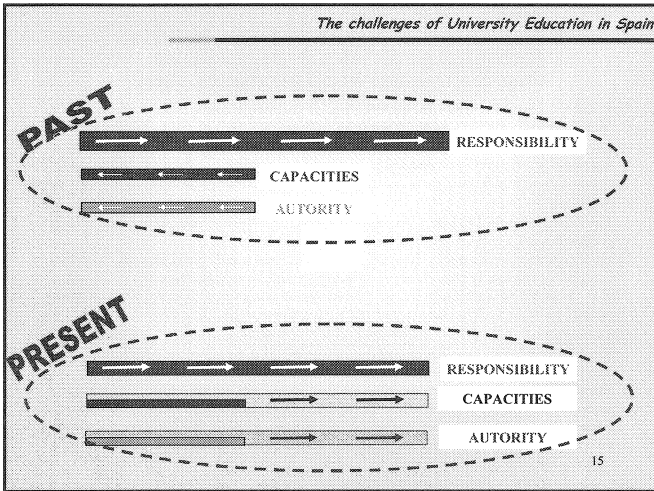 The challenges of University Education in Spain
PAST
RESPONSIBILITY
CAPACITIES
AUTORITY
PRESENT
RESPONSIBILITY
CAPACITIES
AUTORITY
15